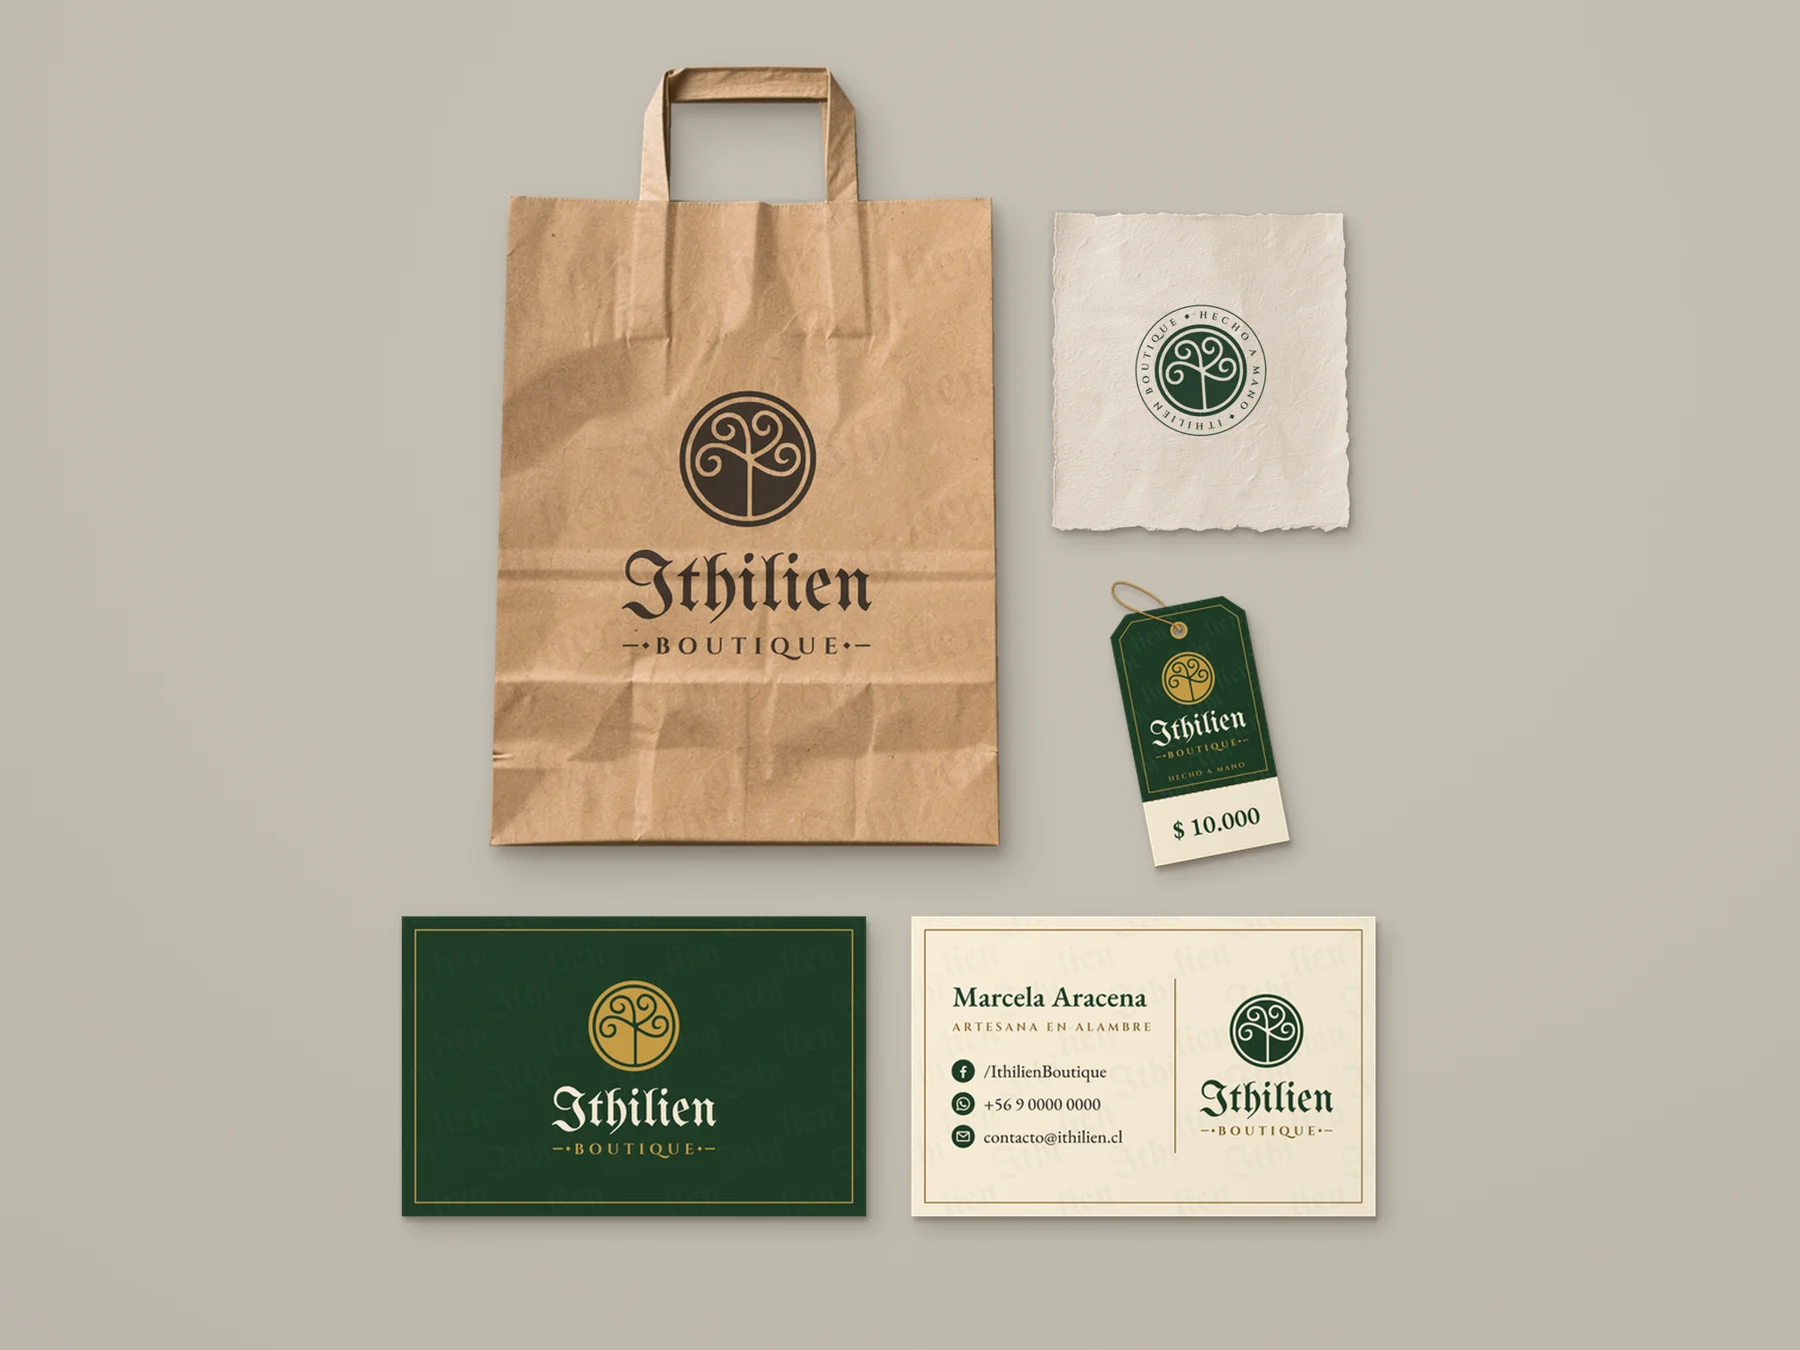 Ithilien
BOUTIQUE
HECHO A MANO • ITHILIEN BOUTIQUE •
Ithilien
BOUTIQUE
HECHO A MANO
$ 10.000
Ithilien
BOUTIQUE
Marcela Aracena
ARTESANA EN ALAMBRE
/IthilienBoutique
+56 9 0000 0000
contacto@ithilien.cl
Ithilien
BOUTIQUE